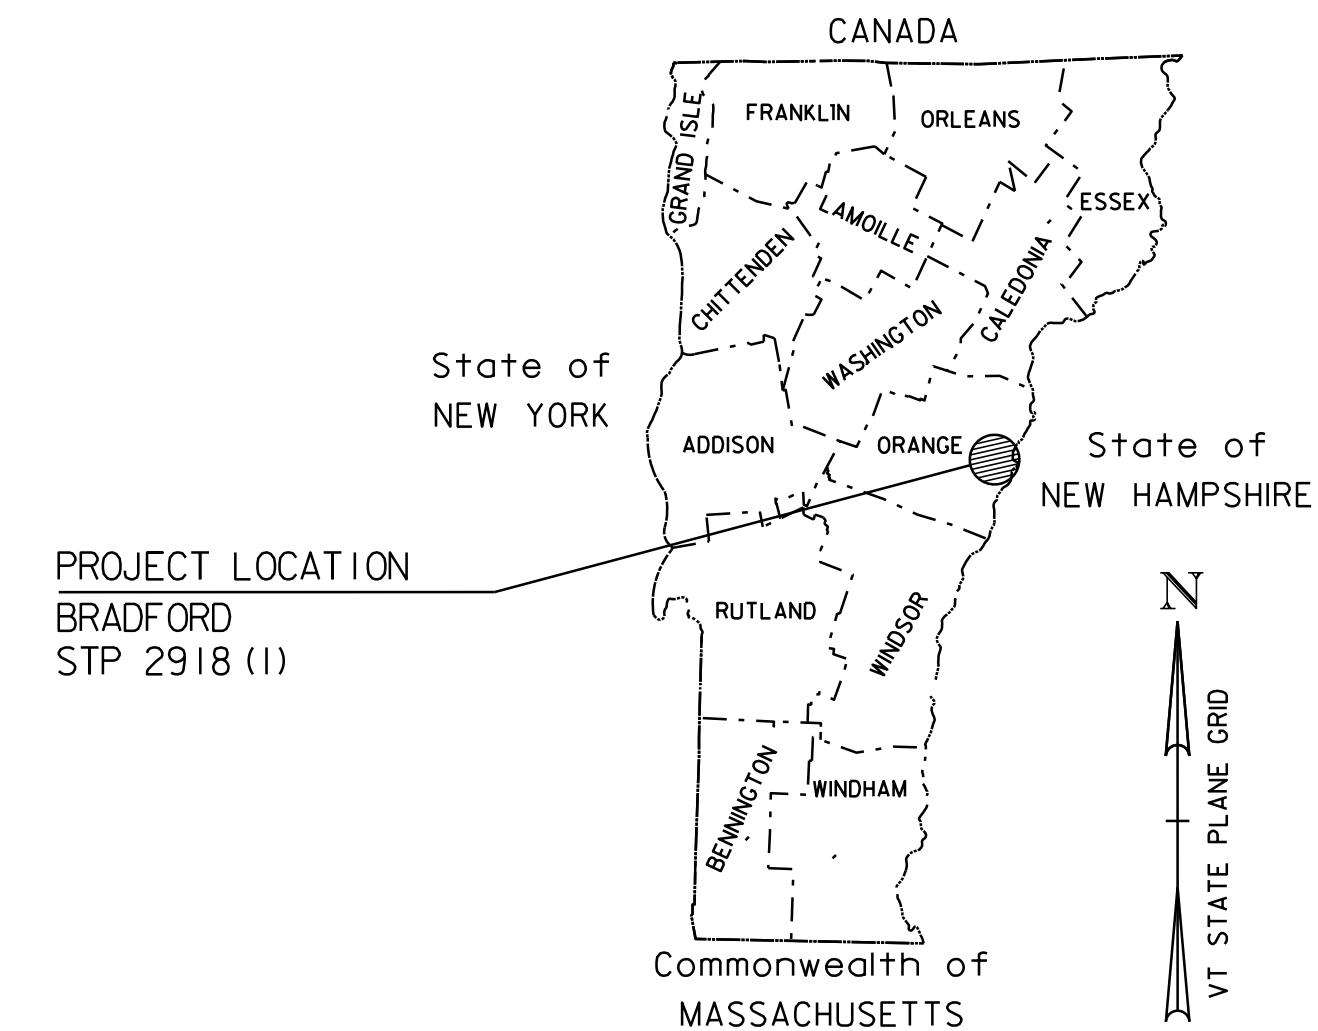 CANADA
FRANKLIN
ORLEANS
GRAND ISLE
ESSEX
LAMOILLE
CHITTENDEN
CALEDONIA
WASHINGTON
State of
NEW YORK
ADDISON
ORANGE
State of
NEW HAMPSHIRE
PROJECT LOCATION
BRADFORD
STP 2918 (1)
RUTLAND
WINDSOR
N
VT STATE PLANE GRID
BENNINGTON
WINDHAM
Commonwealth of
MASSACHUSETTS